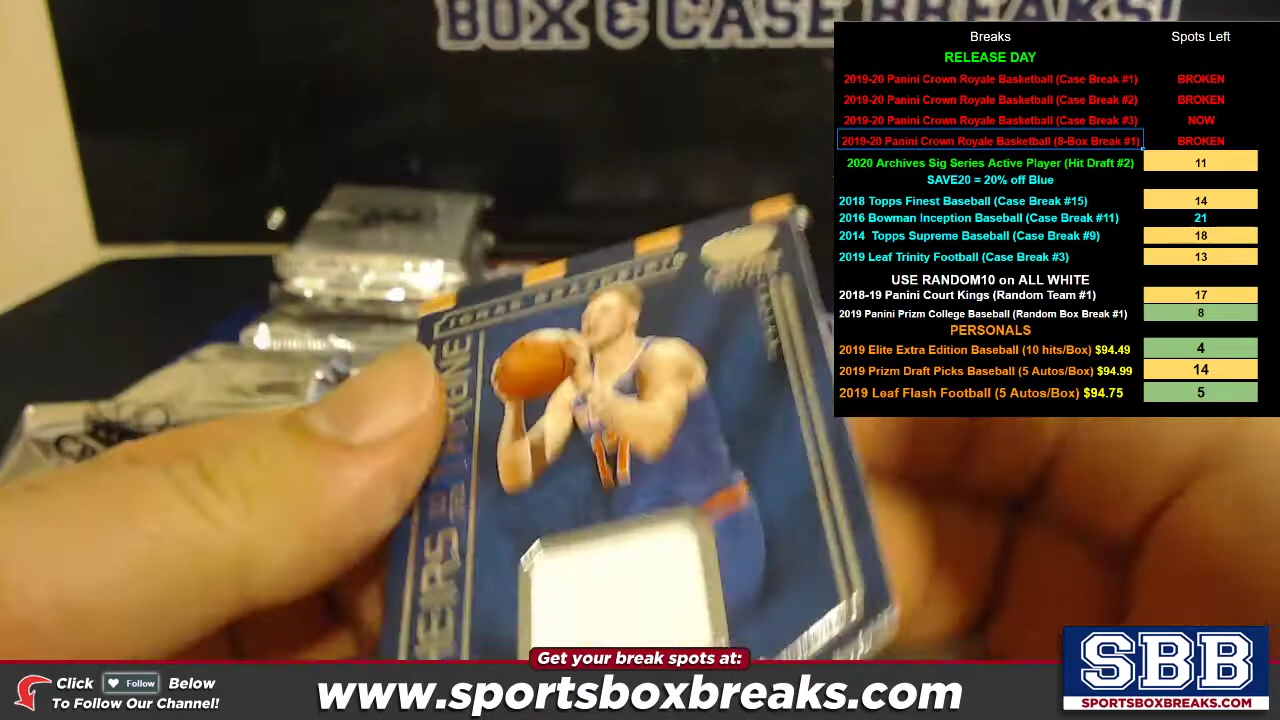 BOX & CASE BREAKS!
Breaks Spots Left
RELEASE DAY
2019-20 Panini Crown Royale Basketball (Case Break #1) BROKEN
2019-20 Panini Crown Royale Basketball (Case Break #2) BROKEN
2019-20 Panini Crown Royale Basketball (Case Break #3) NOW
2019-20 Panini Crown Royale Basketball (8-Box Break #1) BROKEN
2020 Archives Sig Series Active Player (Hit Draft #2) 11
SAVE20 = 20% off Blue
2018 Topps Finest Baseball (Case Break #15) 14
2016 Bowman Inception Baseball (Case Break #11) 21
2014 Topps Supreme Baseball (Case Break #9) 18
2019 Leaf Trinity Football (Case Break #3) 13
USE RANDOM10 on ALL WHITE
2018-19 Panini Court Kings (Random Team #1) 17
2019 Panini Prizm College Baseball (Random Box Break #1) 8
PERSONALS
2019 Elite Extra Edition Baseball (10 hits/Box) $94.49 4
2019 Prizm Draft Picks Baseball (5 Autos/Box) $94.99 14
2019 Leaf Flash Football (5 Autos/Box) $94.75 5
THRONE
Get your break spots at:
Click Follow Below
To Follow Our Channel!
www.sportsboxbreaks.com
SBB
SPORTSBOXBREAKS.COM